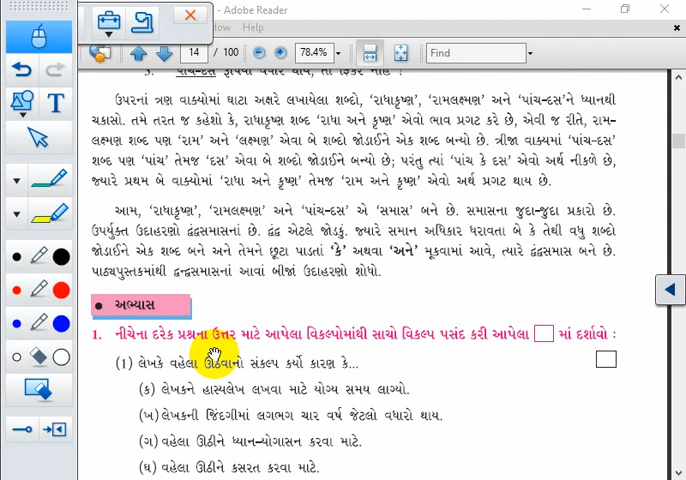 - Adobe Reader
Help
14 / 100
78.4%
Find
3. પાંચ-દસ રૂપિયા વધારે થાય, તો ફિકર નહિ !
ઉપરનાં ત્રણ વાક્યોમાં ઘાટા અક્ષરે લખાયેલા શબ્દો, ‘રાધાકૃષ્ણ’, ‘રામલક્ષ્મણ’ અને ‘પાંચ-દસ’ને ધ્યાનથી
ચકાસો. તમે તરત જ કહેશો કે, રાધાકૃષ્ણ શબ્દ ‘રાધા અને કૃષ્ણ’ એવો ભાવ પ્રગટ કરે છે, એવી જ રીતે, રામ-
લક્ષ્મણ શબ્દ પણ ‘રામ’ અને ‘લક્ષ્મણ’ એવા બે શબ્દો જોડાઈને એક શબ્દ બન્યો છે. ત્રીજા વાક્યમાં ‘પાંચ-દસ’
શબ્દ પણ ‘પાંચ’ તેમજ ‘દસ’ એવા બે શબ્દો જોડાઈને બન્યો છે; પરંતુ ત્યાં ‘પાંચ કે દસ’ એવો અર્થ નીકળે છે,
જ્યારે પ્રથમ બે વાક્યોમાં ‘રાધા અને કૃષ્ણ’ તેમજ ‘રામ અને કૃષ્ણ’ એવો અર્થ પ્રગટ થાય છે.
આમ, ‘રાધાકૃષ્ણ’, ‘રામલક્ષ્મણ’ અને ‘પાંચ-દસ’ એ ‘સમાસ’ બને છે. સમાસના જુદા-જુદા પ્રકારો છે.
ઉપર્યુક્ત ઉદાહરણો દ્વંદ્વસમાસનાં છે. દ્વંદ્વ એટલે જોડકું. જ્યારે સમાન અધિકાર ધરાવતા બે કે તેથી વધુ શબ્દો
જોડાઈને એક શબ્દ બને અને તેમને છૂટા પાડતાં ‘કે’ અથવા ‘અને’ મૂકવામાં આવે, ત્યારે દ્વંદ્વસમાસ બને છે.
પાઠ્યપુસ્તકમાંથી દ્વન્દ્વસમાસનાં આવાં બીજાં ઉદાહરણો શોધો.
• અભ્યાસ
1. નીચેના દરેક પ્રશ્નના ઉત્તર માટે આપેલા વિકલ્પોમાંથી સાચો વિકલ્પ પસંદ કરી આપેલા માં દર્શાવો :
(1) લેખકે વહેલા ઊઠવાનો સંકલ્પ કર્યો કારણ કે...
(ક) લેખકને હાસ્યલેખ લખવા માટે યોગ્ય સમય લાગ્યો.
(ખ) લેખકની જિંદગીમાં લગભગ ચાર વર્ષ જેટલો વધારો થાય.
(ગ) વહેલા ઊઠીને ધ્યાન-યોગાસન કરવા માટે.
(ઘ) વહેલા ઊઠીને કસરત કરવા માટે.